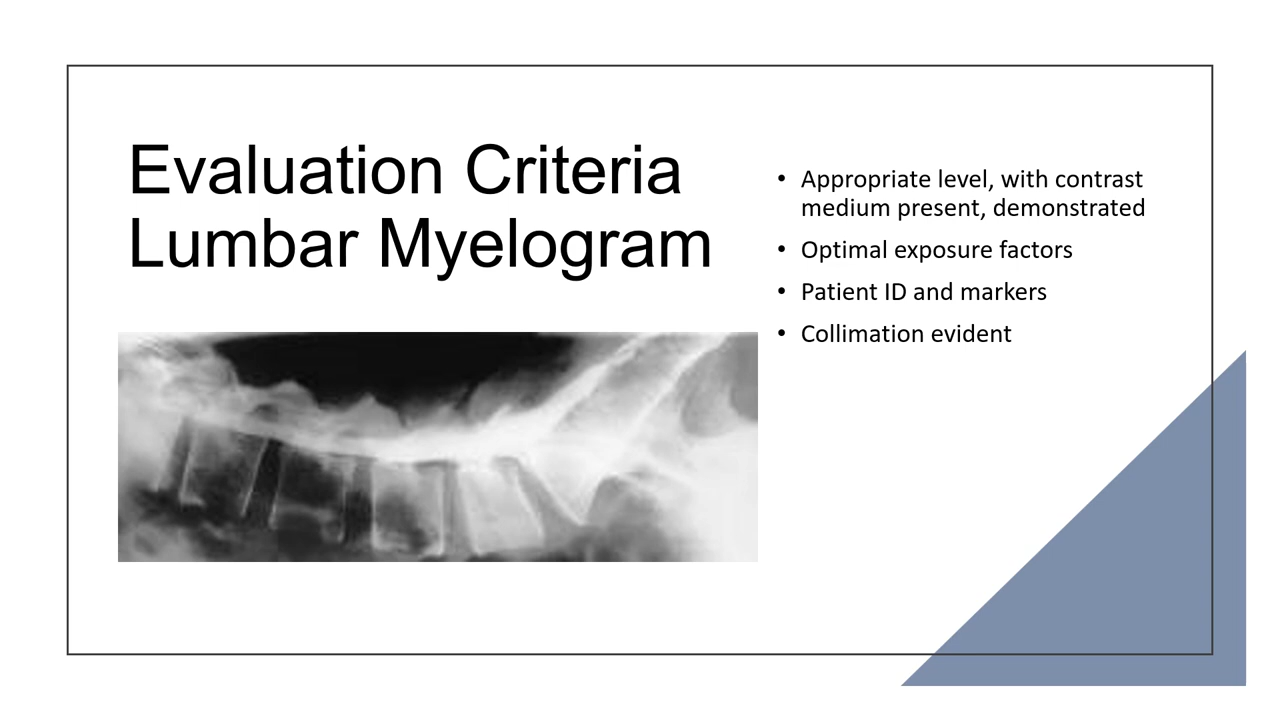 Evaluation Criteria
Lumbar Myelogram
• Appropriate level, with contrast
medium present, demonstrated
• Optimal exposure factors
• Patient ID and markers
• Collimation evident